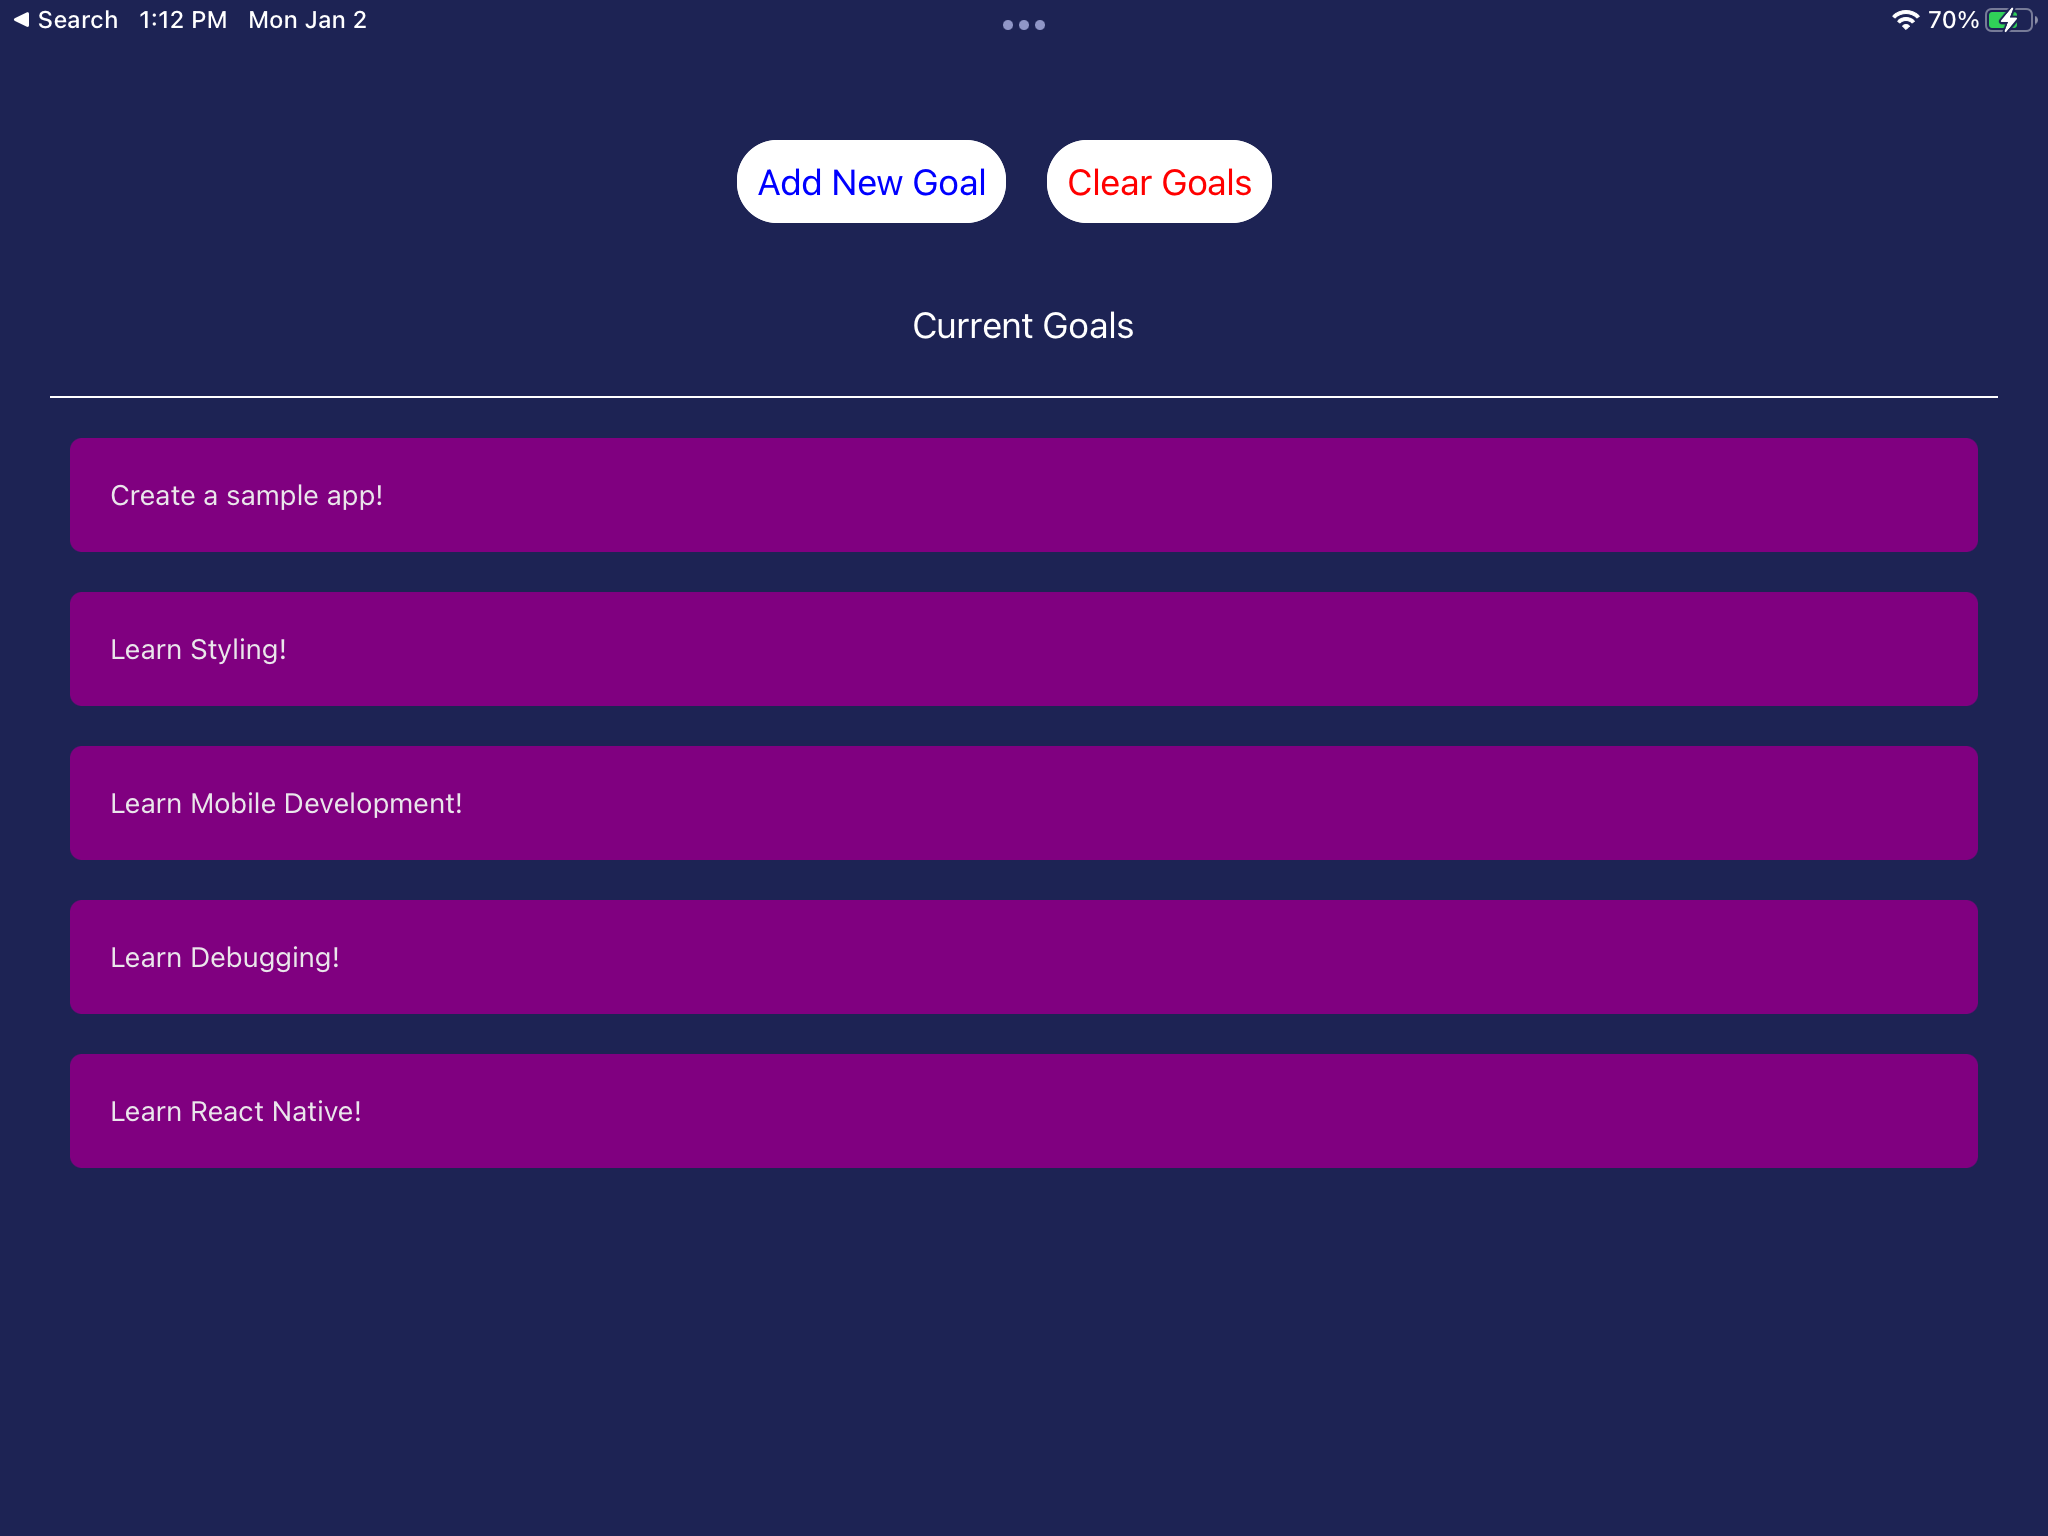 Search 1:12 PM Mon Jan 2 70%
Add New Goal Clear Goals
Current Goals
Create a sample app!
Learn Styling!
Learn Mobile Development!
Learn Debugging!
Learn React Native!